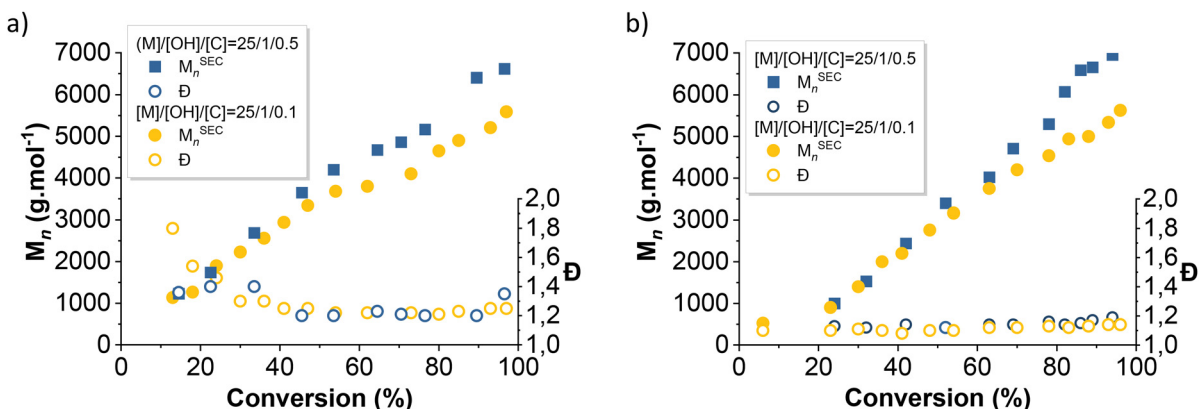 a)
(M]/[OH]/[C]=25/1/0.5
Mn SEC
Đ
[M]/[OH]/[C]=25/1/0.1
Mn SEC
Đ
7000
6000
5000
4000
3000
2000
1000
0
Mn (g.mol-1)
2,0
1,8
1,6
1,4
1,2
1,0
Đ
0 20 40 60 80 100
Conversion (%)
b)
[M]/[OH]/[C]=25/1/0.5
Mn SEC
Đ
[M]/[OH]/[C]=25/1/0.1
Mn SEC
Đ
7000
6000
5000
4000
3000
2000
1000
0
Mn (g.mol-1)
2,0
1,8
1,6
1,4
1,2
1,0
Đ
0 20 40 60 80 100
Conversion (%)